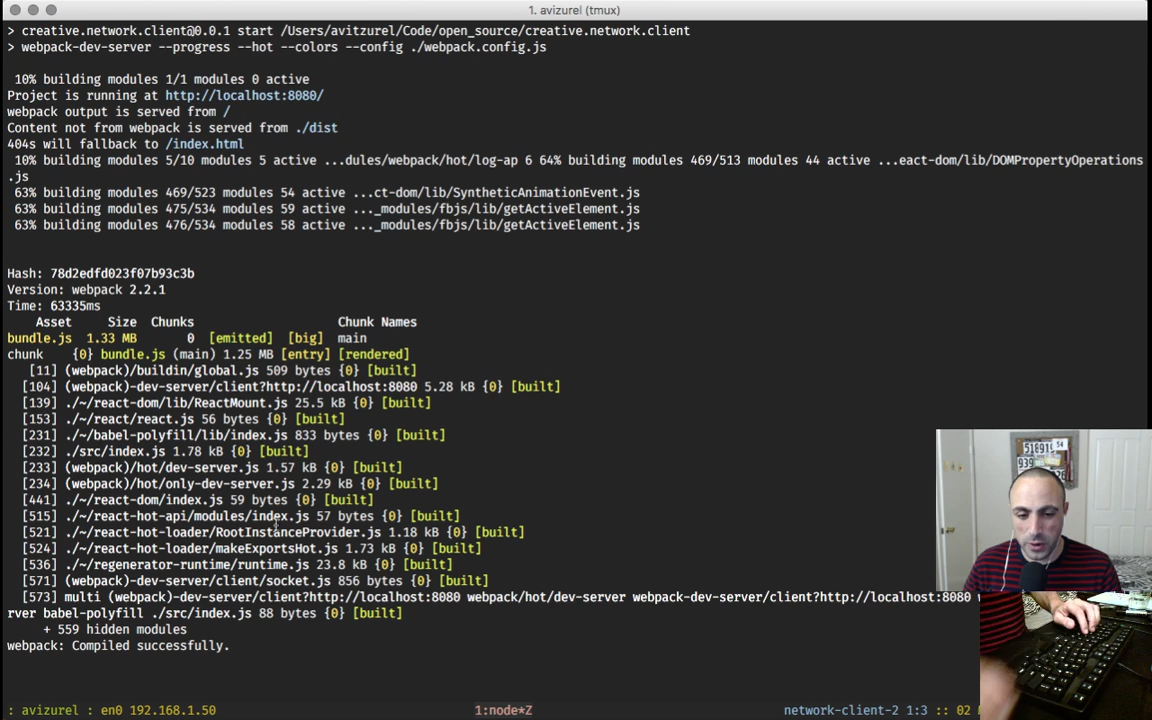 1. avizurel (tmux)
> creative.network.client@0.0.1 start /Users/avitzurel/Code/open_source/creative.network.client
> webpack-dev-server --progress --hot --colors --config ./webpack.config.js
10% building modules 1/1 modules 0 active
Project is running at http://localhost:8080/
webpack output is served from /
Content not from webpack is served from ./dist
404s will fallback to /index.html
10% building modules 5/10 modules 5 active ...dules/webpack/hot/log-ap 6 64% building modules 469/513 modules 44 active ...eact-dom/lib/DOMPropertyOperations
.js
63% building modules 469/523 modules 54 active ...ct-dom/lib/SyntheticAnimationEvent.js
63% building modules 475/534 modules 59 active ..._modules/fbjs/lib/getActiveElement.js
63% building modules 476/534 modules 58 active ..._modules/fbjs/lib/getActiveElement.js
Hash: 78d2edfd023f07b93c3b
Version: webpack 2.2.1
Time: 63335ms
Asset Size Chunks Chunk Names
bundle.js 1.33 MB 0 [emitted] [big] main
chunk {0} bundle.js (main) 1.25 MB [entry] [rendered]
[11] (webpack)/buildin/global.js 509 bytes {0} [built]
[104] (webpack)-dev-server/client?http://localhost:8080 5.28 kB {0} [built]
[139] ./~/react-dom/lib/ReactMount.js 25.5 kB {0} [built]
[153] ./~/react/react.js 56 bytes {0} [built]
[231] ./~/babel-polyfill/lib/index.js 833 bytes {0} [built]
[232] ./src/index.js 1.78 kB {0} [built]
[233] (webpack)/hot/dev-server.js 1.57 kB {0} [built]
[234] (webpack)/hot/only-dev-server.js 2.29 kB {0} [built]
[441] ./~/react-dom/index.js 59 bytes {0} [built]
[515] ./~/react-hot-api/modules/index.js 57 bytes {0} [built]
[521] ./~/react-hot-loader/RootInstanceProvider.js 1.18 kB {0} [built]
[524] ./~/react-hot-loader/makeExportsHot.js 1.73 kB {0} [built]
[536] ./~/regenerator-runtime/runtime.js 23.8 kB {0} [built]
[571] (webpack)-dev-server/client/socket.js 856 bytes {0} [built]
[573] multi (webpack)-dev-server/client?http://localhost:8080 webpack/hot/dev-server webpack-dev-server/client?http://localhost:8080
rver babel-polyfill ./src/index.js 88 bytes {0} [built]
+ 559 hidden modules
webpack: Compiled successfully.
518919
54
939
: avizurel : en0 192.168.1.50 1:node*Z network-client-2 1:3 :: 02